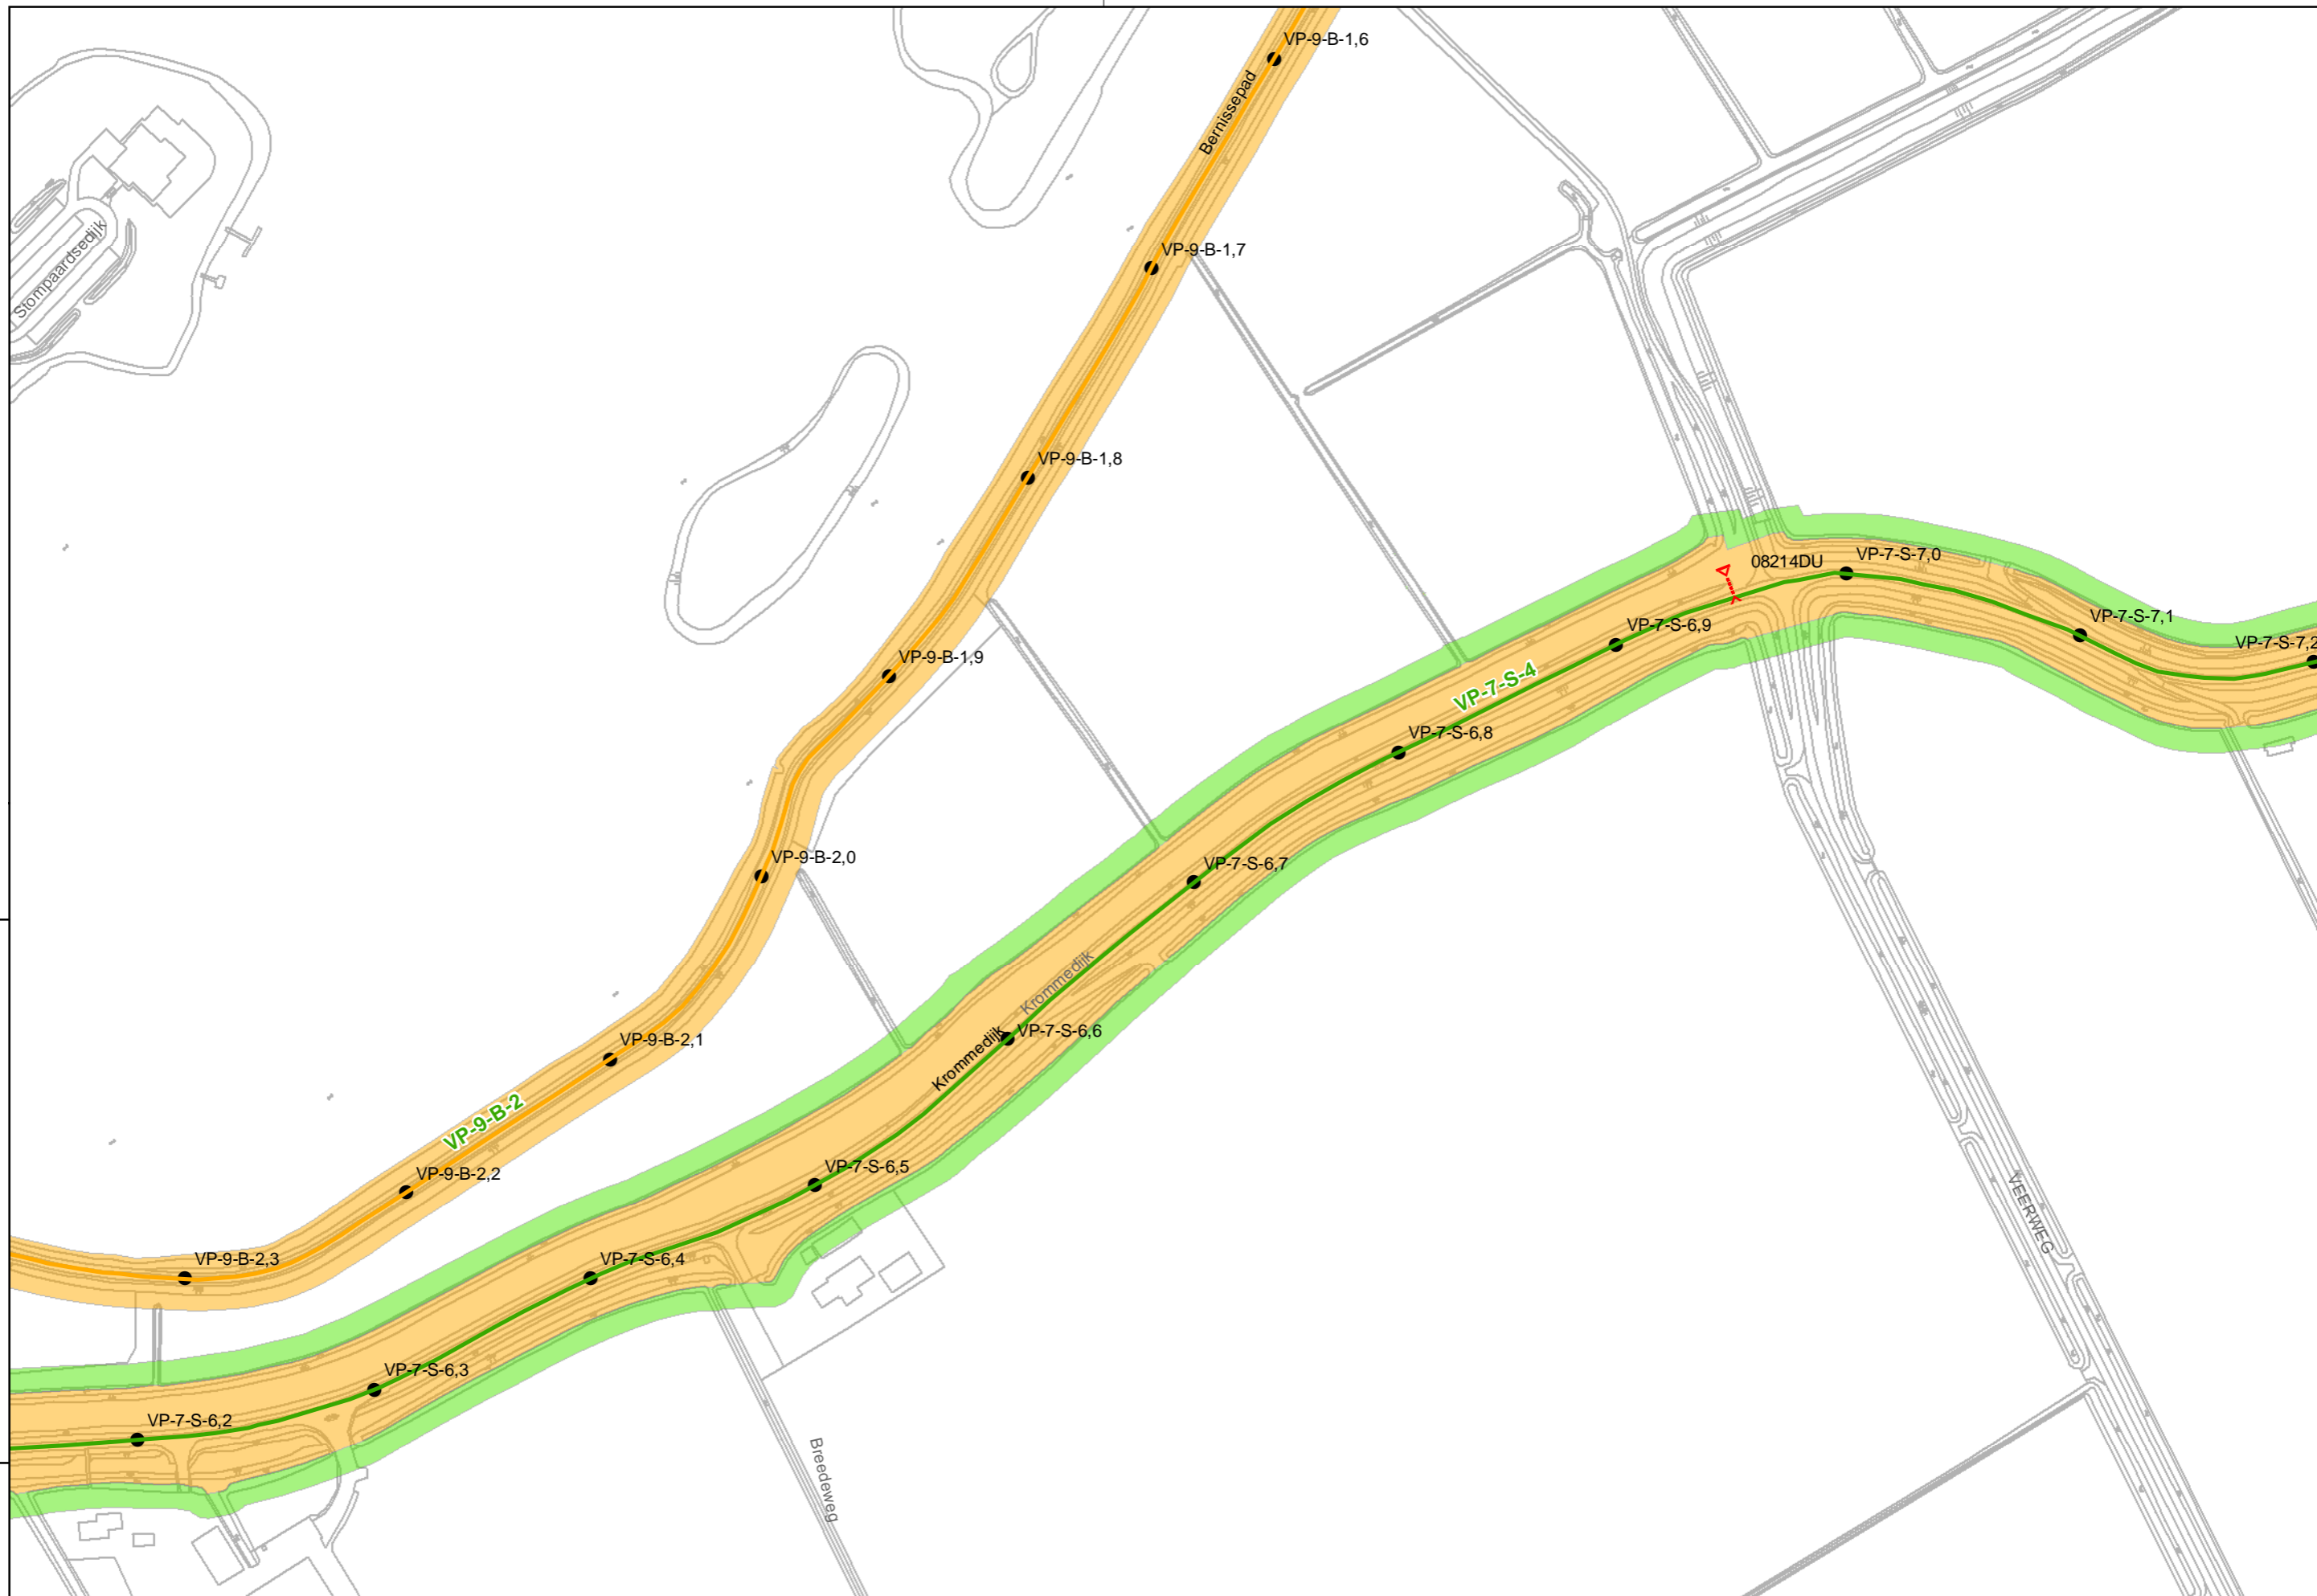 VP-9-B-1,6
Bernissepad
Stompaardsedijk
VP-9-B-1,7
VP-9-B-1,8
08214DU
VP-7-S-7,0
VP-7-S-7,1
VP-7-S-7,2
VP-7-S-6,9
VP-9-B-1,9
VP-7-S-4
VP-7-S-6,8
VP-9-B-2,0
VP-7-S-6,7
Krommedijk
VP-7-S-6,6
Krommedijk
VP-9-B-2,1
VP-9-B-2
VP-9-B-2,2
VP-7-S-6,5
VEERWEG
VP-9-B-2,3
VP-7-S-6,4
VP-7-S-6,3
VP-7-S-6,2
Breedeweg